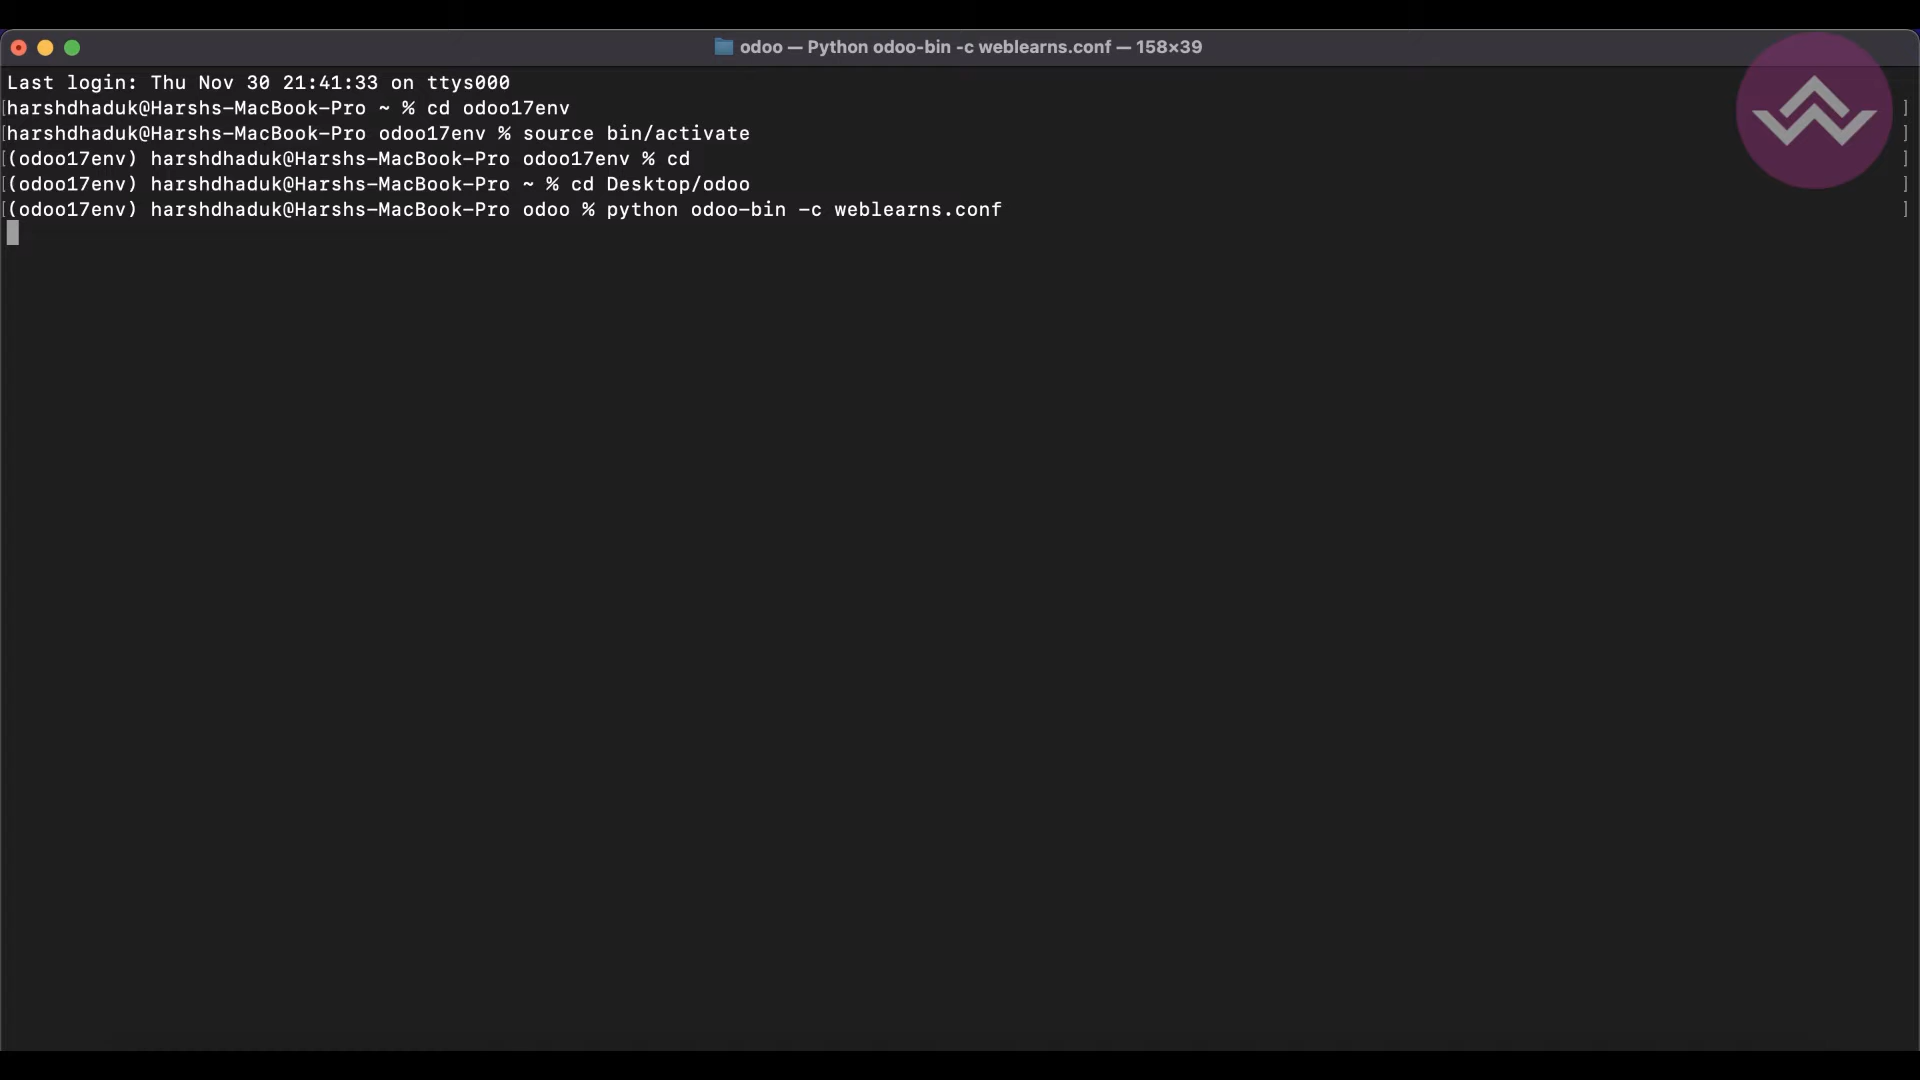 odoo — Python odoo-bin -c weblearns.conf — 158×39
Last login: Thu Nov 30 21:41:33 on ttys000
[harshdhaduk@Harshs-MacBook-Pro ~ % cd odoo17env ]
[harshdhaduk@Harshs-MacBook-Pro odoo17env % source bin/activate ]
[(odoo17env) harshdhaduk@Harshs-MacBook-Pro odoo17env % cd ]
[(odoo17env) harshdhaduk@Harshs-MacBook-Pro ~ % cd Desktop/odoo ]
[(odoo17env) harshdhaduk@Harshs-MacBook-Pro odoo % python odoo-bin -c weblearns.conf ]